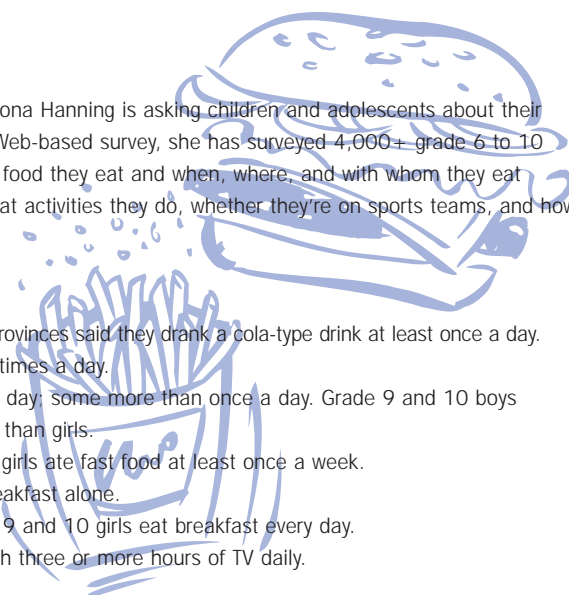 ona Hanning is asking children and adolescents about their
Web-based survey, she has surveyed 4,000+ grade 6 to 10
food they eat and when, where, and with whom they eat
at activities they do, whether they're on sports teams, and how
rovinces said they drank a cola-type drink at least once a day.
times a day.
day; some more than once a day. Grade 9 and 10 boys
than girls.
girls ate fast food at least once a week.
eakfast alone.
9 and 10 girls eat breakfast every day.
h three or more hours of TV daily.